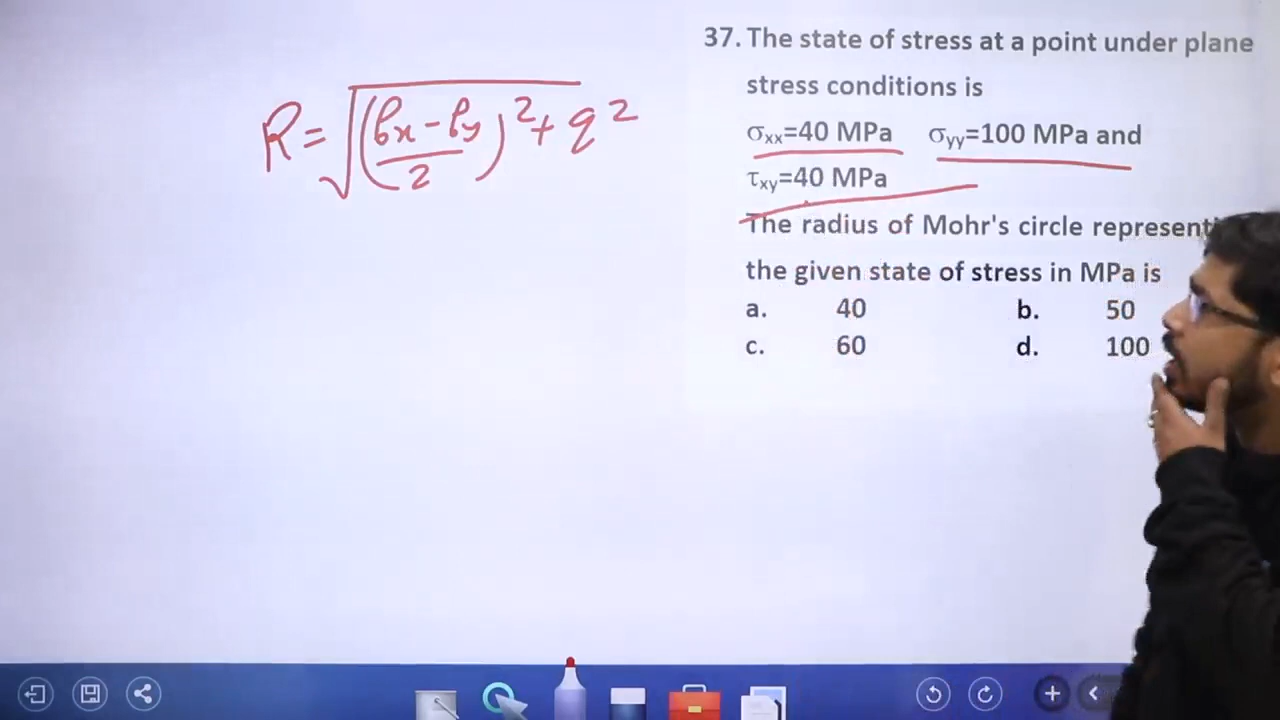 37. The state of stress at a point under plane
stress conditions is
σxx=40 MPa σyy=100 MPa and
τxy=40 MPa
The radius of Mohr's circle represent
the given state of stress in MPa is
a. 40 b. 50
c. 60 d. 100
R = √((px - py)/2)² + q²